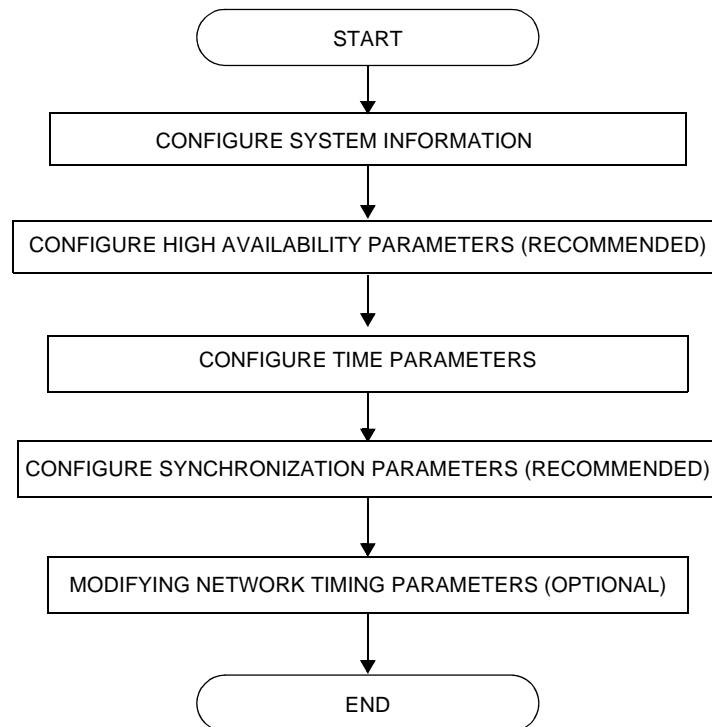 START
CONFIGURE SYSTEM INFORMATION
CONFIGURE HIGH AVAILABILITY PARAMETERS (RECOMMENDED)
CONFIGURE TIME PARAMETERS
CONFIGURE SYNCHRONIZATION PARAMETERS (RECOMMENDED)
MODIFYING NETWORK TIMING PARAMETERS (OPTIONAL)
END